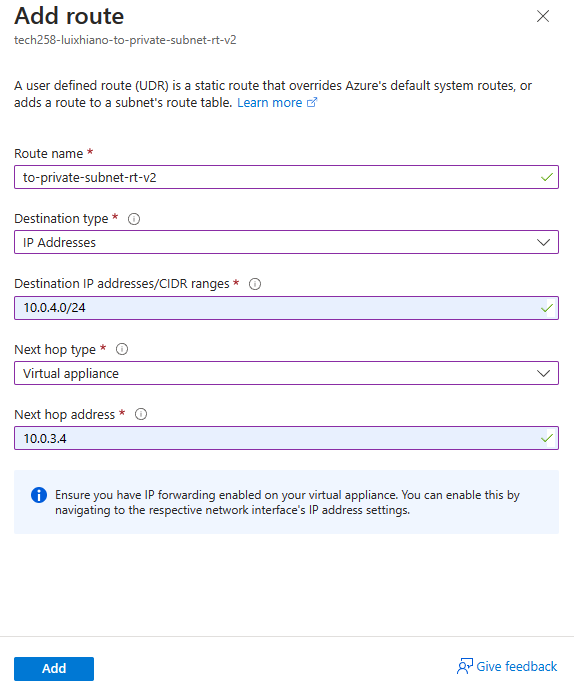 Add route
tech258-luixhiano-to-private-subnet-rt-v2
A user defined route (UDR) is a static route that overrides Azure's default system routes, or
adds a route to a subnet's route table. Learn more
Route name *
to-private-subnet-rt-v2
Destination type *
IP Addresses
Destination IP addresses/CIDR ranges *
10.0.4.0/24
Next hop type *
Virtual appliance
Next hop address *
10.0.3.4
Ensure you have IP forwarding enabled on your virtual appliance. You can enable this by
navigating to the respective network interface's IP address settings.
Add
Give feedback